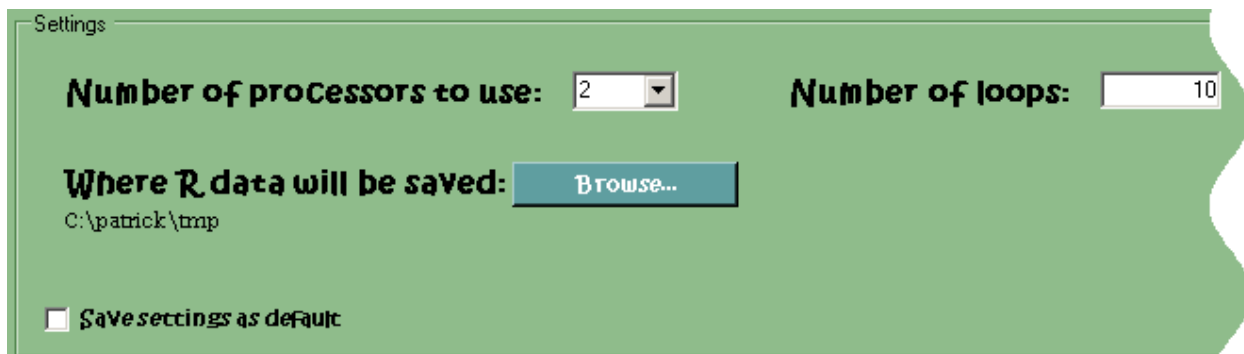 Settings
Number of processors to use: 2 Number of loops: 10
Where R data will be saved: Browse...
C:\patrick\tmp
Save settings as default